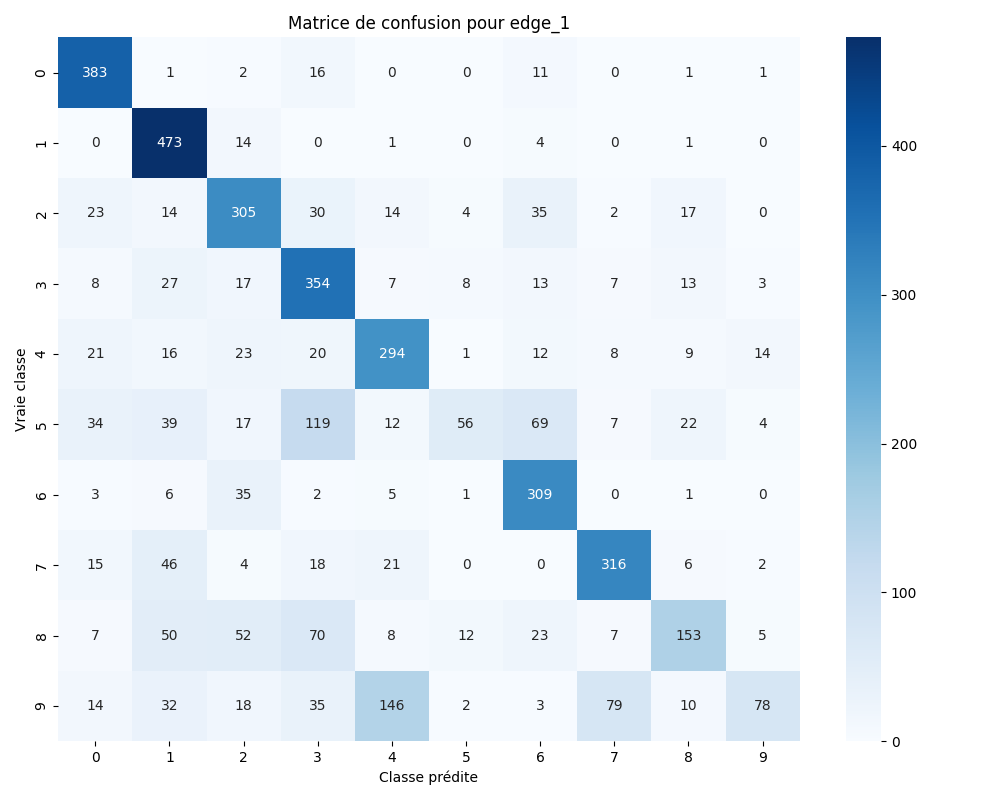 Matrice de confusion pour edge_1
0 383 1 2 16 0 0 11 0 1 1
1 0 473 14 0 1 0 4 0 1 0
2 23 14 305 30 14 4 35 2 17 0
3 8 27 17 354 7 8 13 7 13 3
4 21 16 23 20 294 1 12 8 9 14
5 34 39 17 119 12 56 69 7 22 4
6 3 6 35 2 5 1 309 0 1 0
7 15 46 4 18 21 0 0 316 6 2
8 7 50 52 70 8 12 23 7 153 5
9 14 32 18 35 146 2 3 79 10 78
0 1 2 3 4 5 6 7 8 9
Classe prédite
Vraie classe
400
300
200
100
0